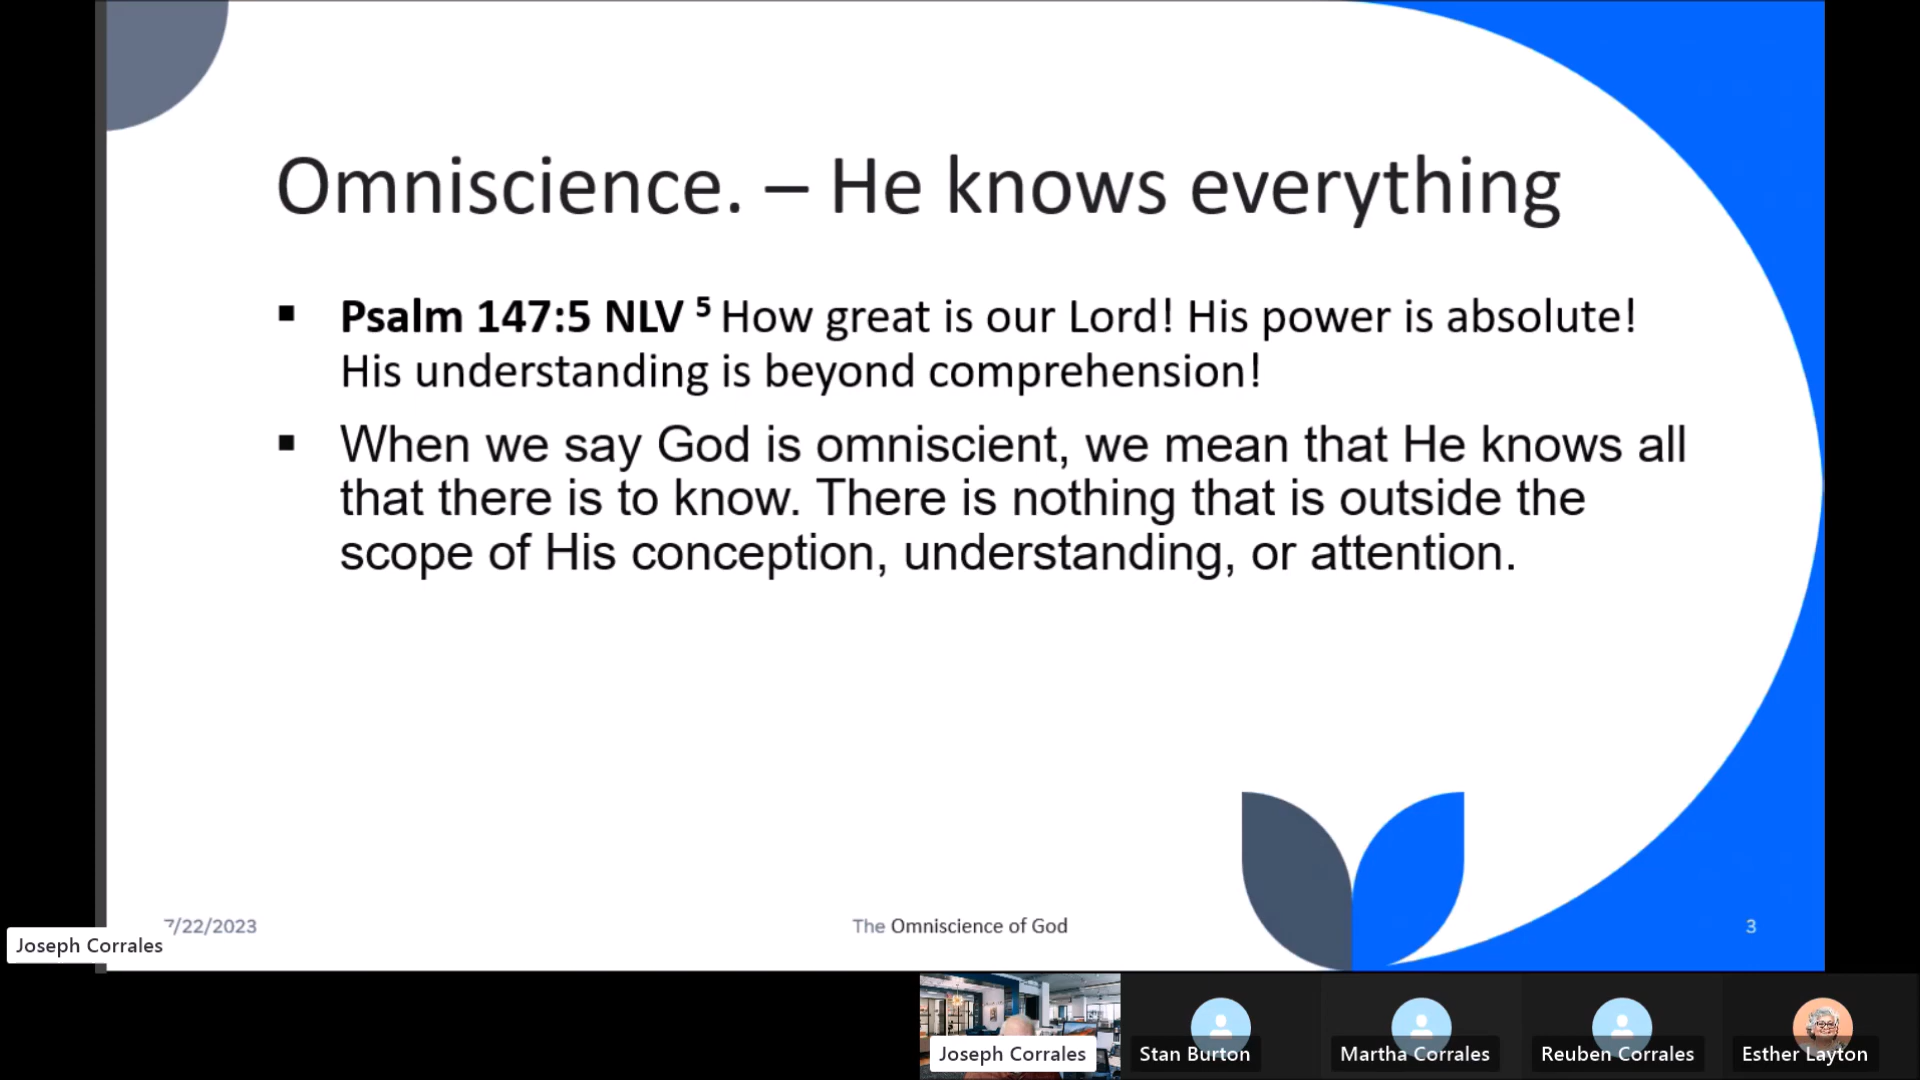 Omniscience. – He knows everything
▪ Psalm 147:5 NLV ⁵ How great is our Lord! His power is absolute!
His understanding is beyond comprehension!
▪ When we say God is omniscient, we mean that He knows all
that there is to know. There is nothing that is outside the
scope of His conception, understanding, or attention.
7/22/2023
The Omniscience of God
3
Joseph Corrales
Joseph Corrales
Stan Burton
Martha Corrales
Reuben Corrales
Esther Layton